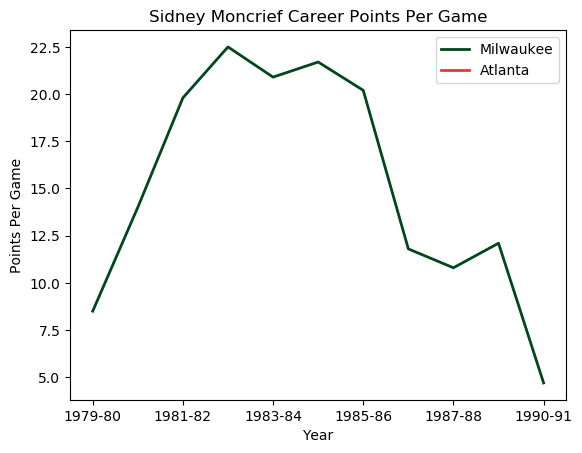 Sidney Moncrief Career Points Per Game
Milwaukee
Atlanta
Points Per Game
22.5
20.0
17.5
15.0
12.5
10.0
7.5
5.0
1979-80 1981-82 1983-84 1985-86 1987-88 1990-91
Year